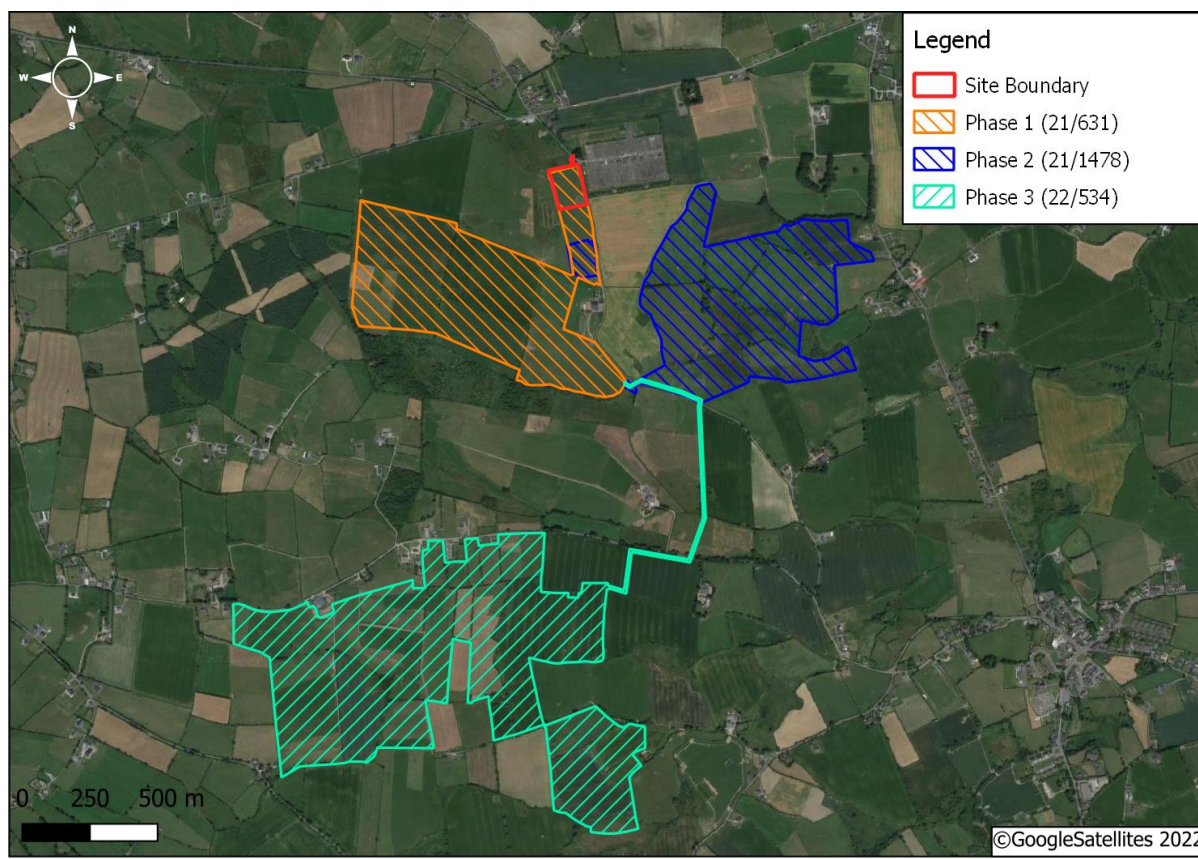 N
W E
S
Legend
Site Boundary
Phase 1 (21/631)
Phase 2 (21/1478)
Phase 3 (22/534)
0 250 500 m
©GoogleSatellites 2022